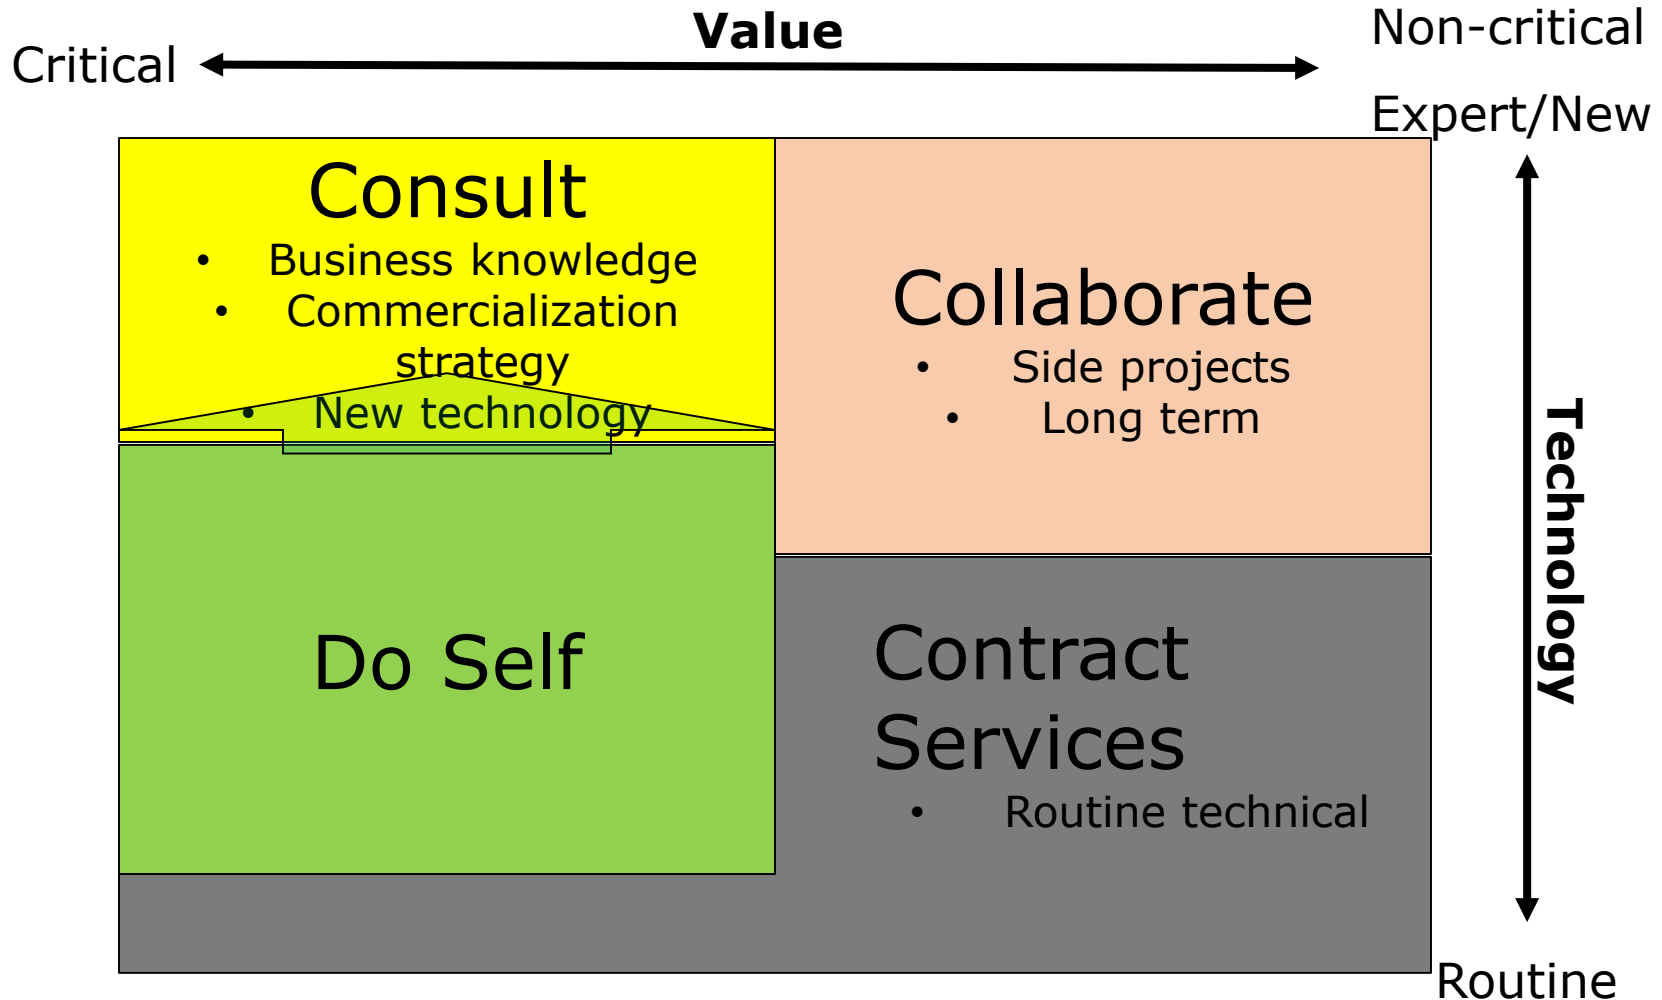 Value
Critical
Non-critical
Expert/New
Consult
• Business knowledge
• Commercialization
strategy
• New technology
Collaborate
• Side projects
• Long term
Technology
Do Self
Contract
Services
• Routine technical
Routine